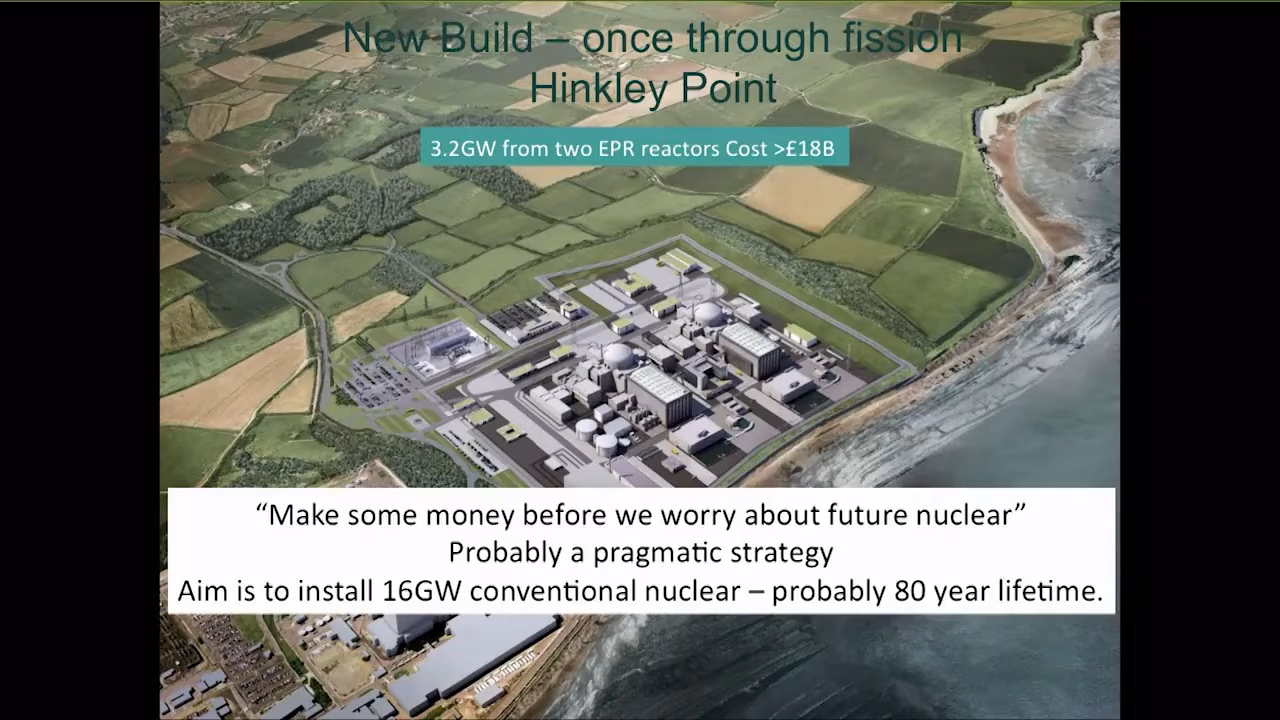 New Build – once through fission
Hinkley Point
3.2GW from two EPR reactors Cost >£18B
“Make some money before we worry about future nuclear”
Probably a pragmatic strategy
Aim is to install 16GW conventional nuclear – probably 80 year lifetime.